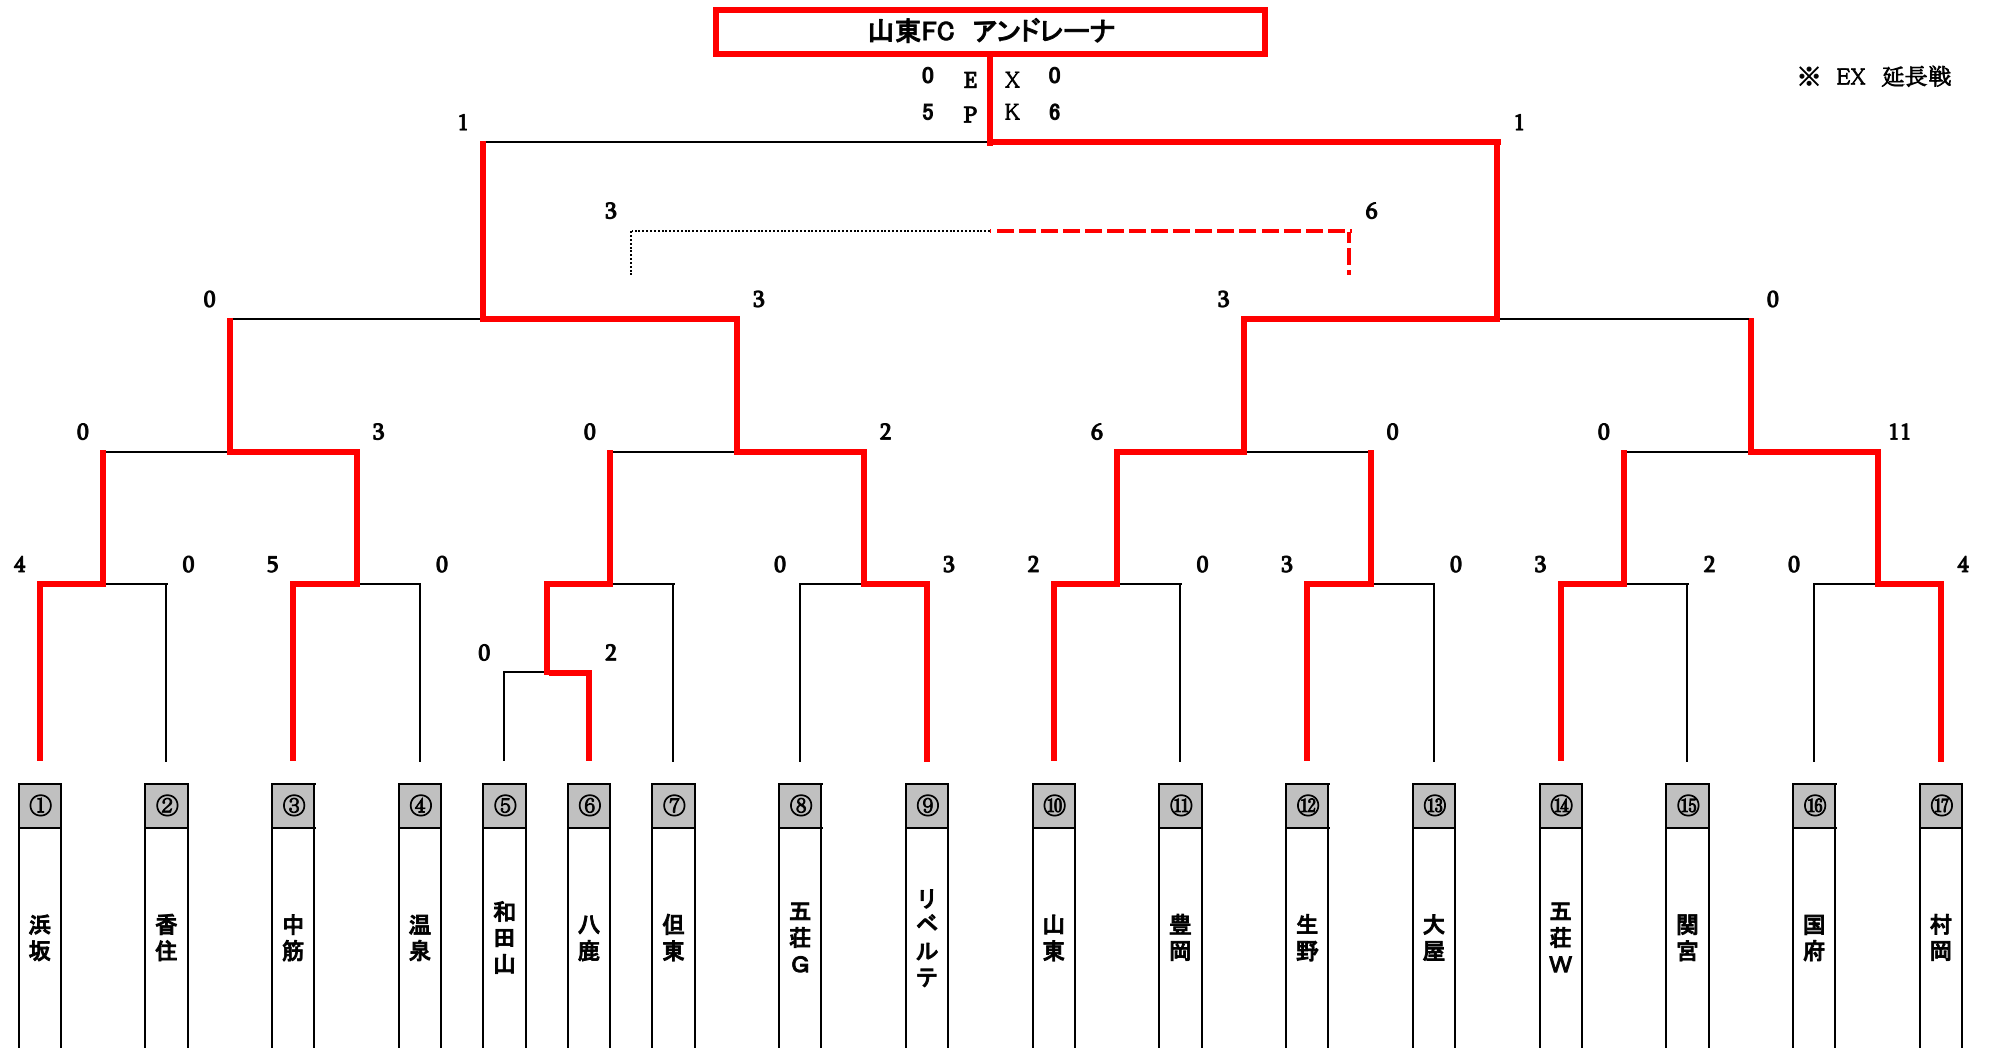 山東FC アンドレーナ
0 E X 0
※ EX 延長戦
5 P K 6
1 1
3 6
0 3 3 0
0 3 0 2 6 0 0 11
4 0 5 0 0 3 2 0 3 0 3 2 0 4
0 2
① ② ③ ④ ⑤ ⑥ ⑦ ⑧ ⑨ ⑩ ⑪ ⑫ ⑬ ⑭ ⑮ ⑯ ⑰
浜坂
香住
中筋
温泉
和田山
八鹿
但東
五荘G
リベルテ
山東
豊岡
生野
大屋
五荘W
関宮
国府
村岡